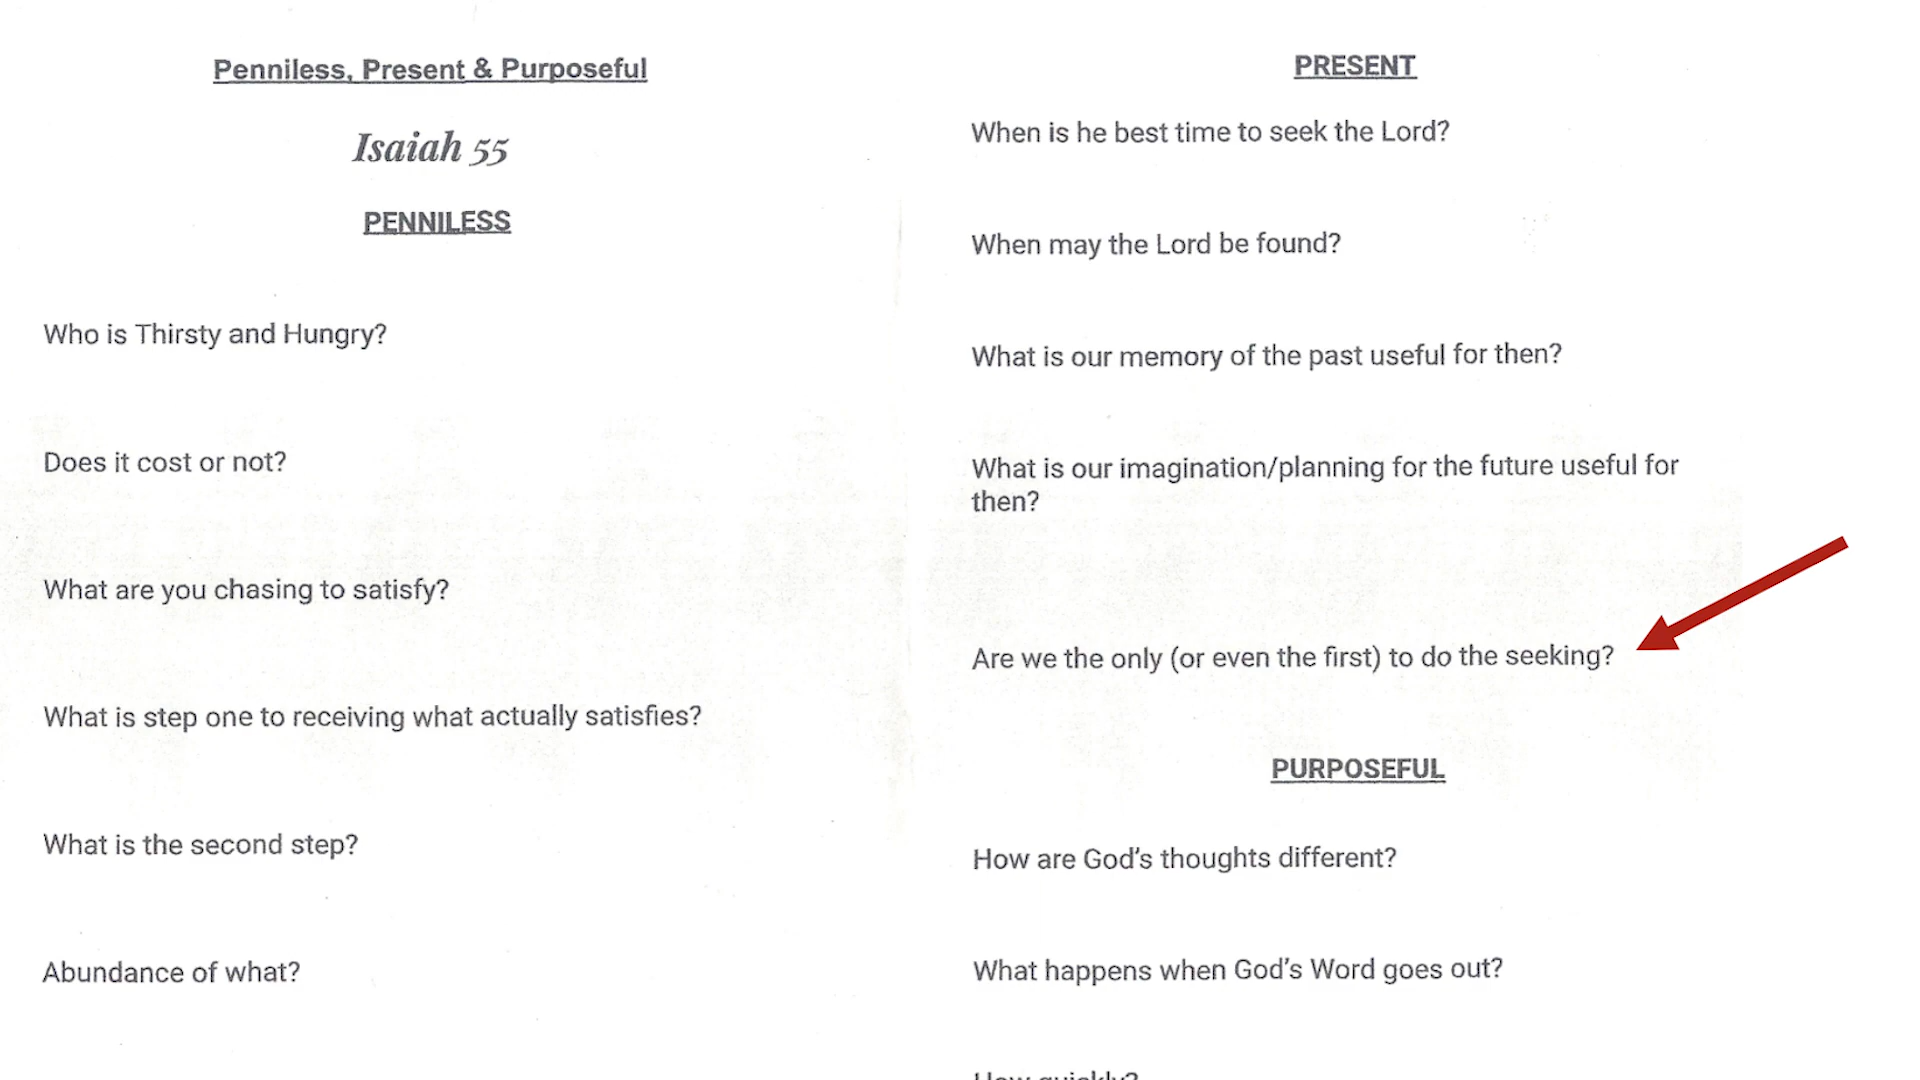 Penniless, Present & Purposeful
Isaiah 55
PENNILESS
Who is Thirsty and Hungry?
Does it cost or not?
What are you chasing to satisfy?
What is step one to receiving what actually satisfies?
What is the second step?
Abundance of what?
PRESENT
When is he best time to seek the Lord?
When may the Lord be found?
What is our memory of the past useful for then?
What is our imagination/planning for the future useful for
then?
Are we the only (or even the first) to do the seeking?
PURPOSEFUL
How are God's thoughts different?
What happens when God's Word goes out?
How quickly?